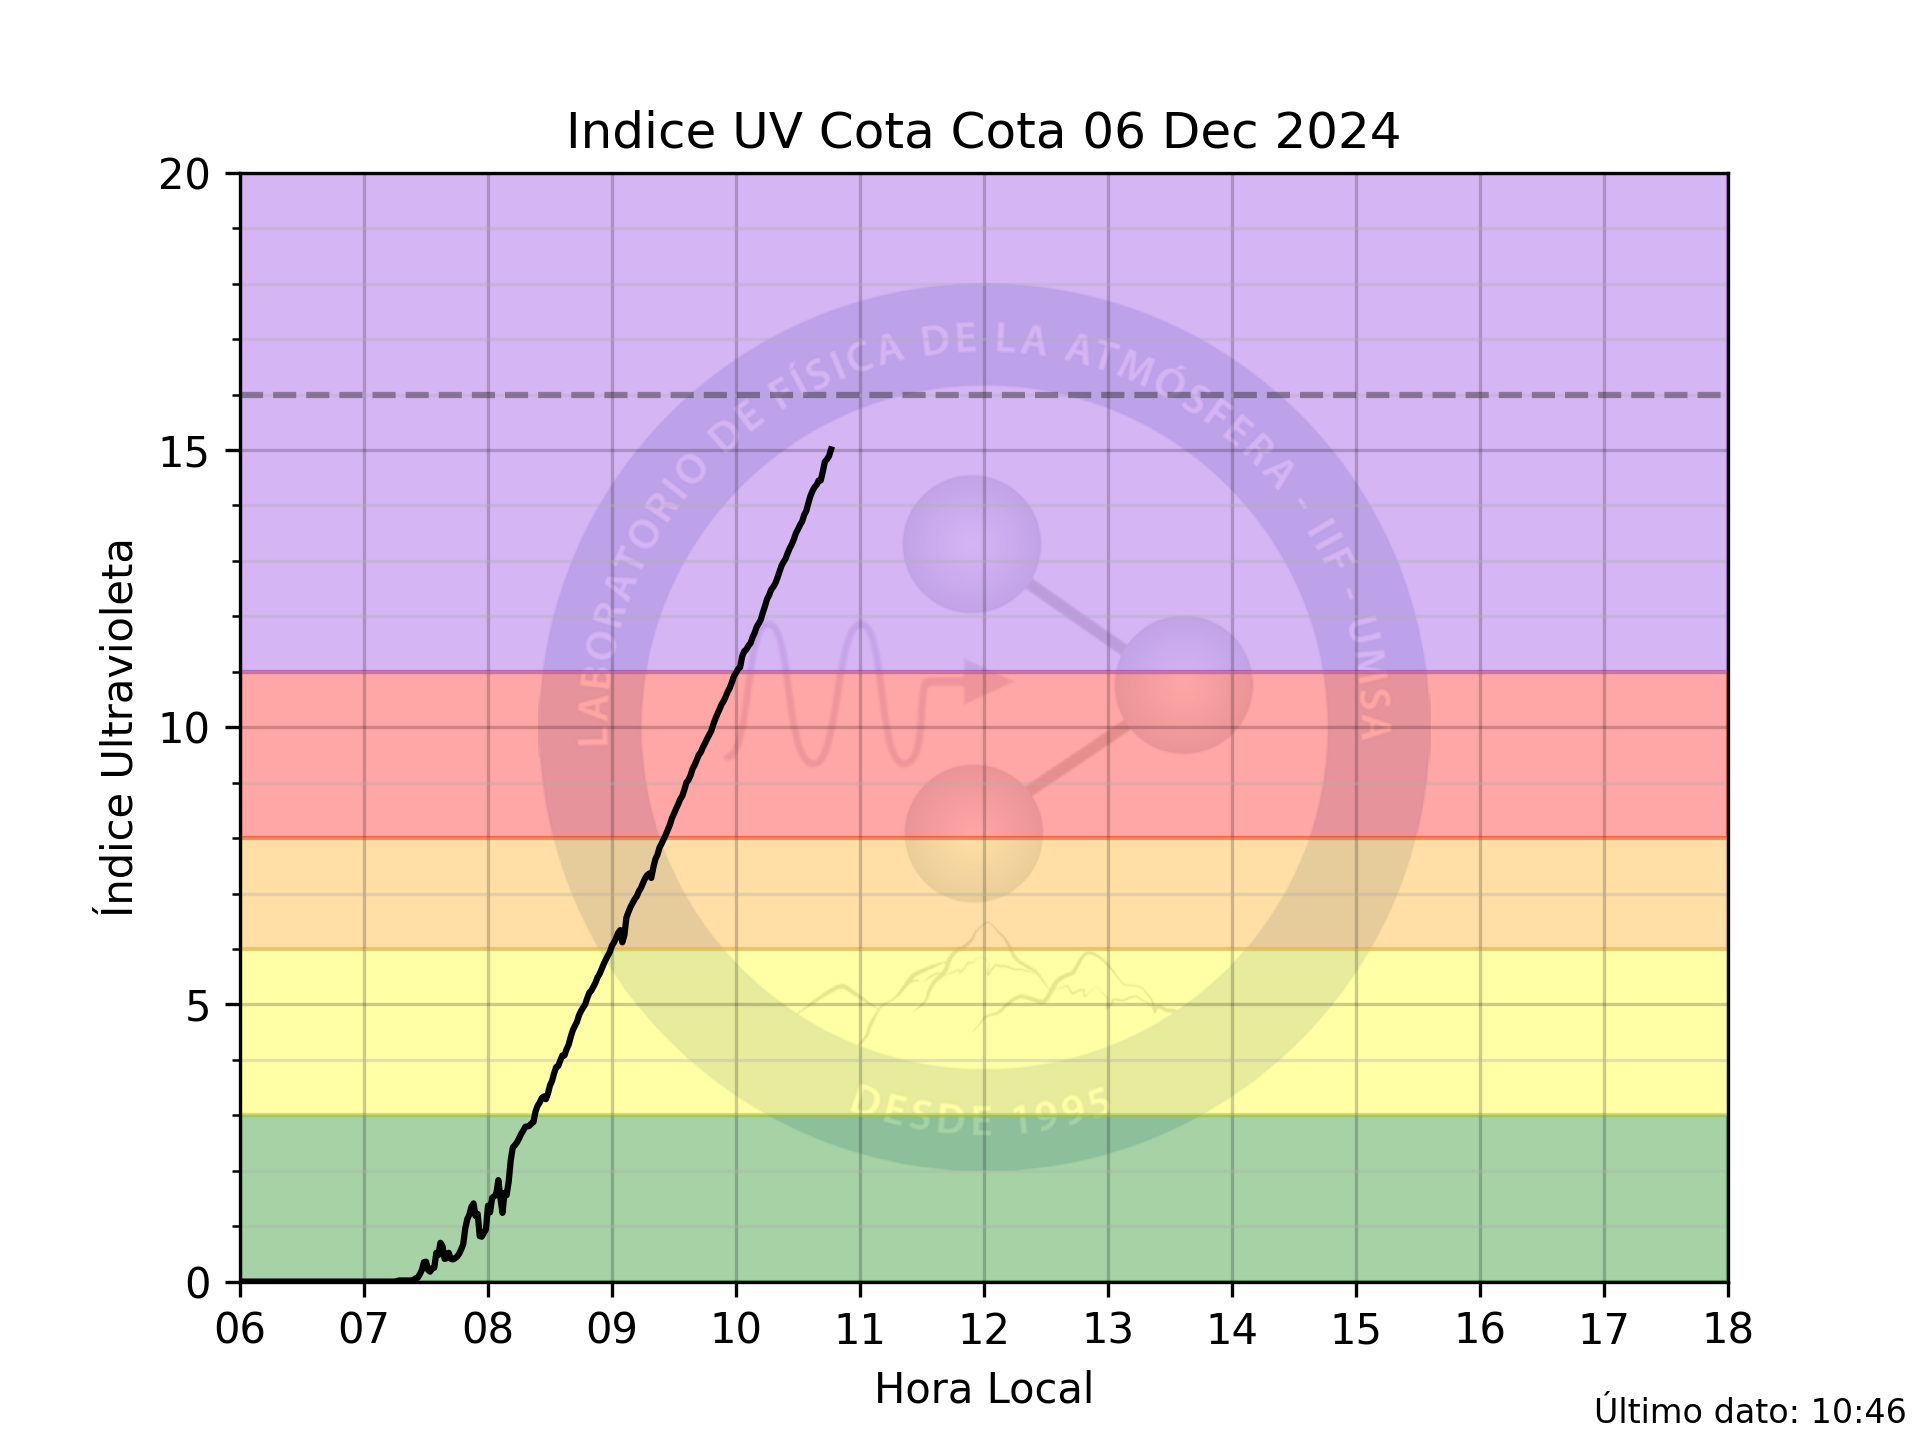 Indice UV Cota Cota 06 Dec 2024
20
15
10
5
0
Índice Ultravioleta
LABORATORIO DE FÍSICA DE LA ATMÓSFERA - IIF - UMSA
DESDE 1995
06 07 08 09 10 11 12 13 14 15 16 17 18
Hora Local
Último dato: 10:46